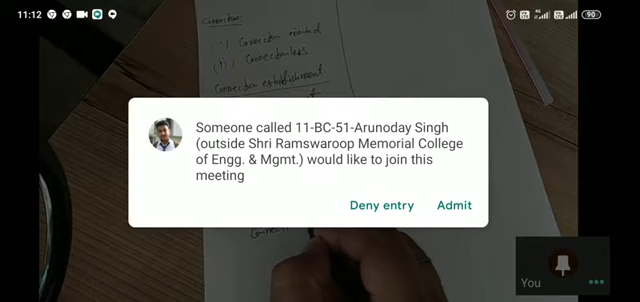 11:12
4G
90
Connection:
(i) Connection oriented
(ii) Connectionless
Connection establishment
Someone called 11-BC-51-Arunoday Singh
(outside Shri Ramswaroop Memorial College
of Engg. & Mgmt.) would like to join this
meeting
Deny entry Admit
You